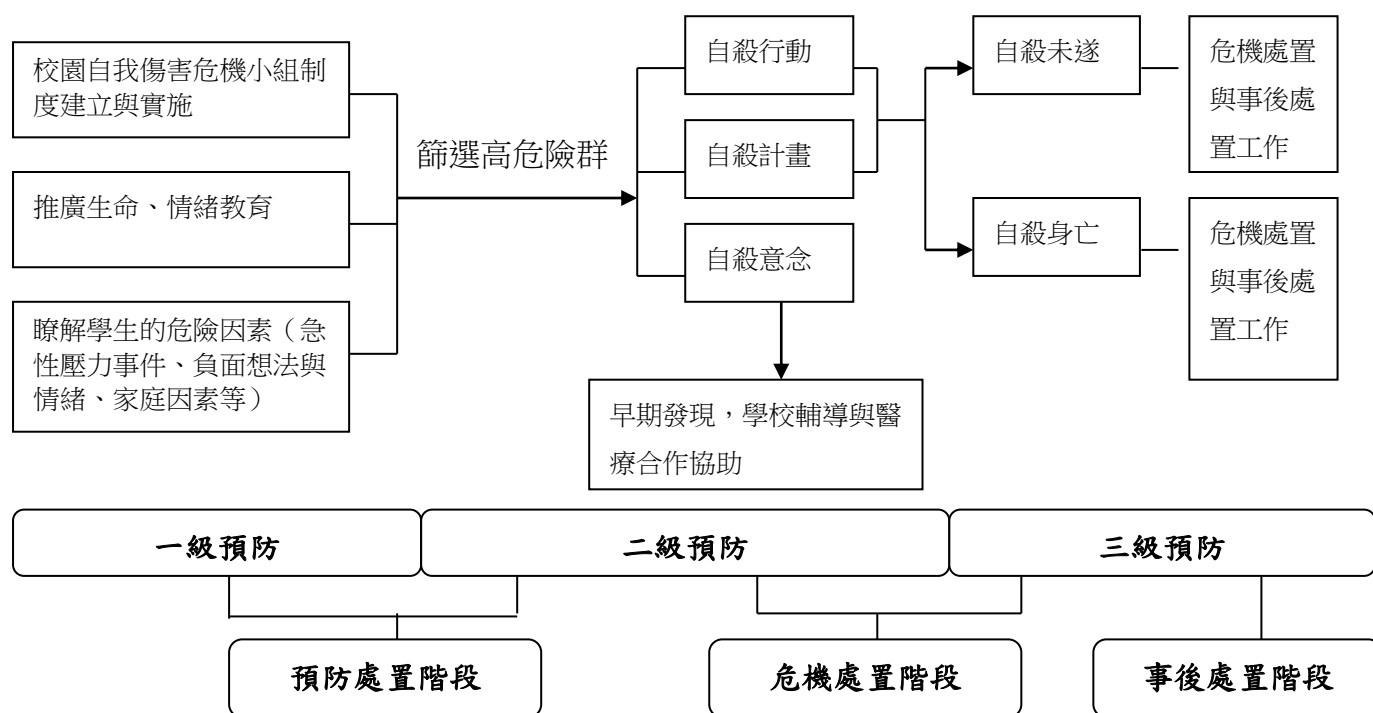 校園自我傷害危機小組制
度建立與實施
推廣生命、情緒教育
瞭解學生的危險因素（急
性壓力事件、負面想法與
情緒、家庭因素等）
篩選高危險群
自殺行動
自殺計畫
自殺意念
早期發現，學校輔導與醫
療合作協助
自殺未遂
危機處置
與事後處
置工作
自殺身亡
危機處置
與事後處
置工作
一級預防
二級預防
三級預防
預防處置階段
危機處置階段
事後處置階段